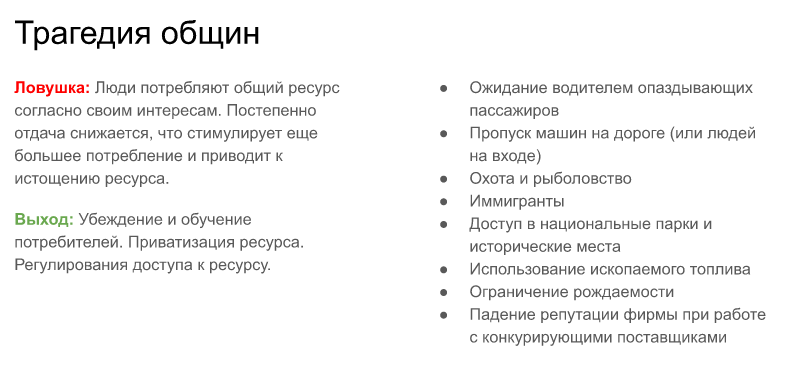 Трагедия общин
Ловушка: Люди потребляют общий ресурс
согласно своим интересам. Постепенно
отдача снижается, что стимулирует еще
большее потребление и приводит к
истощению ресурса.
Выход: Убеждение и обучение
потребителей. Приватизация ресурса.
Регулирования доступа к ресурсу.
● Ожидание водителем опаздывающих
пассажиров
● Пропуск машин на дороге (или людей
на входе)
● Охота и рыболовство
● Иммигранты
● Доступ в национальные парки и
исторические места
● Использование ископаемого топлива
● Ограничение рождаемости
● Падение репутации фирмы при работе
с конкурирующими поставщиками